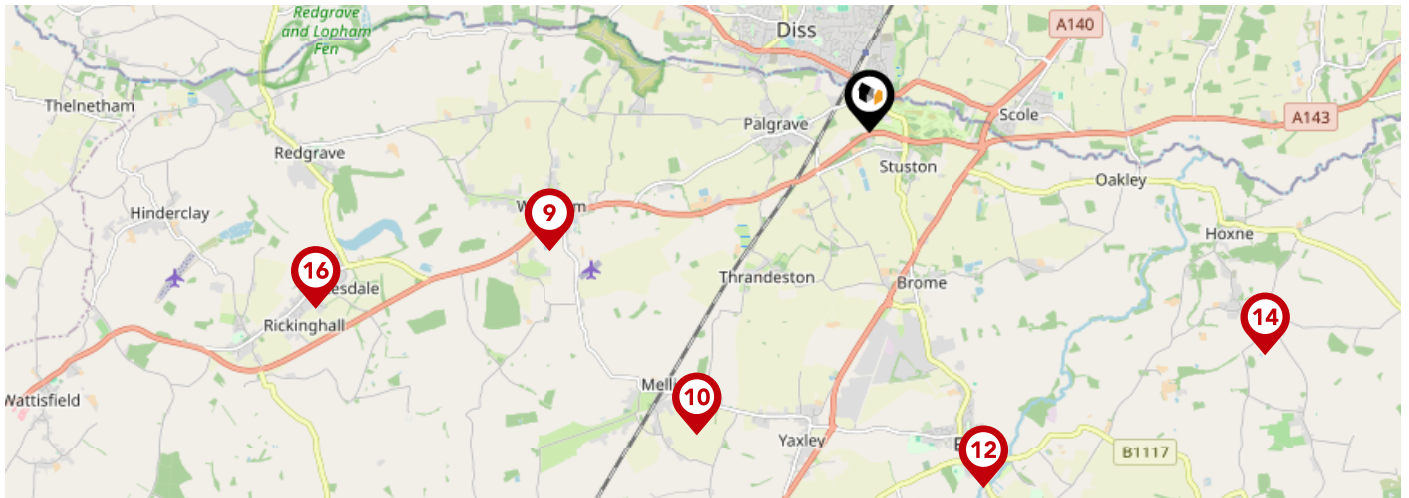 Redgrave
and Lopham
Fen
Diss
A140
Thelnetham
Palgrave
Scole
A143
Redgrave
Stuston
Oakley
Hinderclay
9
Hoxne
16
Thrandeston
Brome
Rickinghall
14
Wattisfield
10
Yaxley
12
B1117